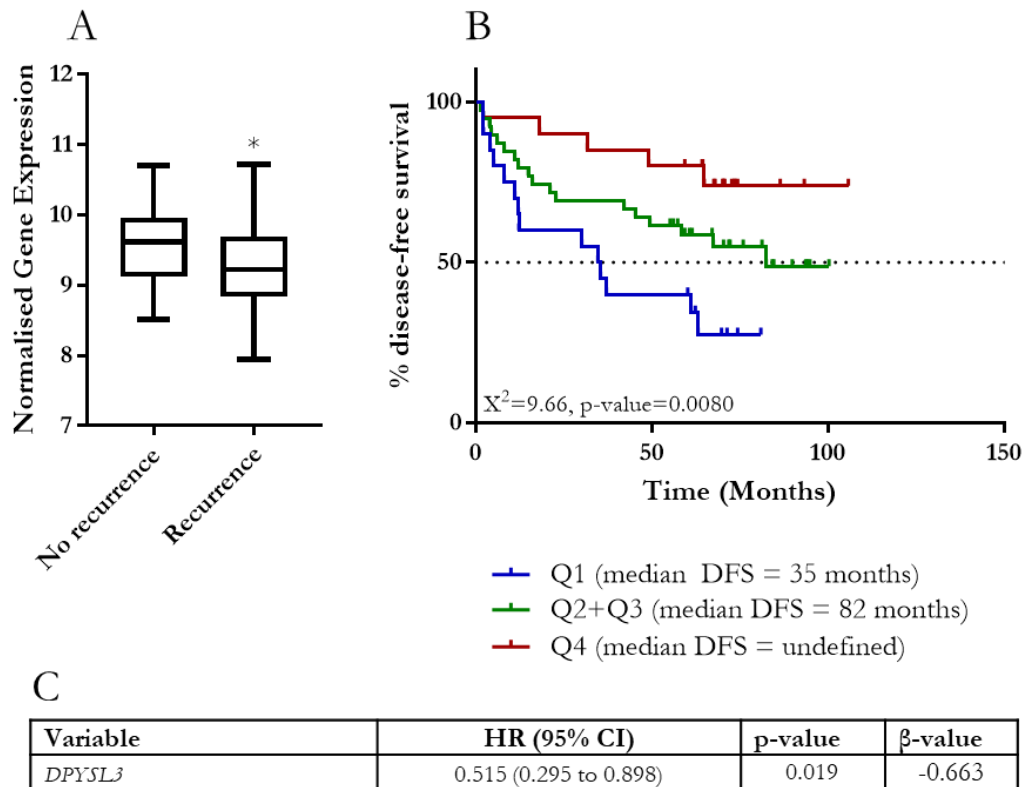 A
Normalised Gene Expression
12
11
10
9
8
7
*
No recurrence
Recurrence
B
% disease-free survival
100
50
0
X²=9.66, p-value=0.0080
0
50
100
150
Time (Months)
Q1 (median DFS = 35 months)
Q2+Q3 (median DFS = 82 months)
Q4 (median DFS = undefined)
C
Variable HR (95% CI) p-value β-value
DPYSL3 0.515 (0.295 to 0.898) 0.019 -0.663